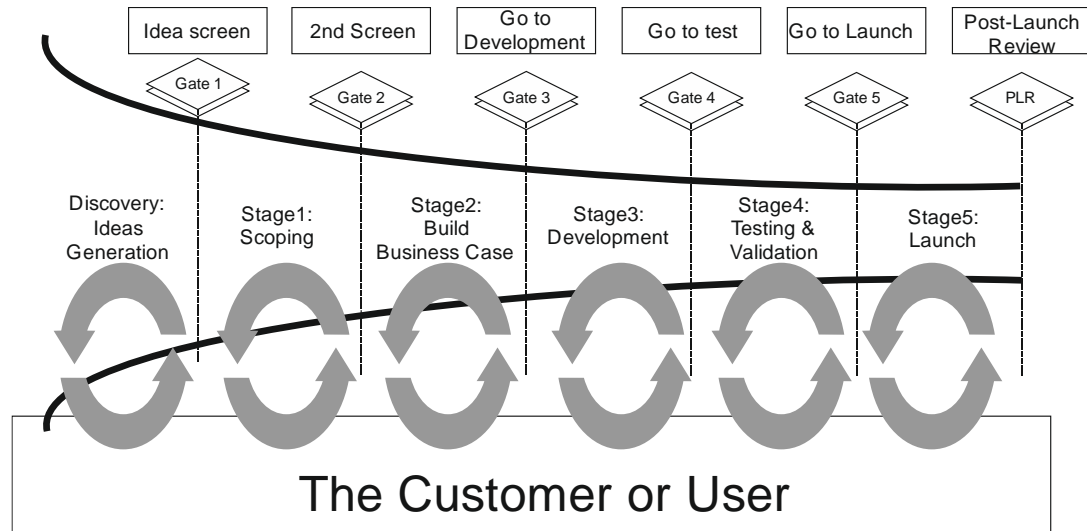 Idea screen
2nd Screen
Go to
Development
Go to test
Go to Launch
Post-Launch
Review
Gate 1
Gate 2
Gate 3
Gate 4
Gate 5
PLR
Discovery:
Ideas
Generation
Stage1:
Scoping
Stage2:
Build
Business Case
Stage3:
Development
Stage4:
Testing &
Validation
Stage5:
Launch
The Customer or User